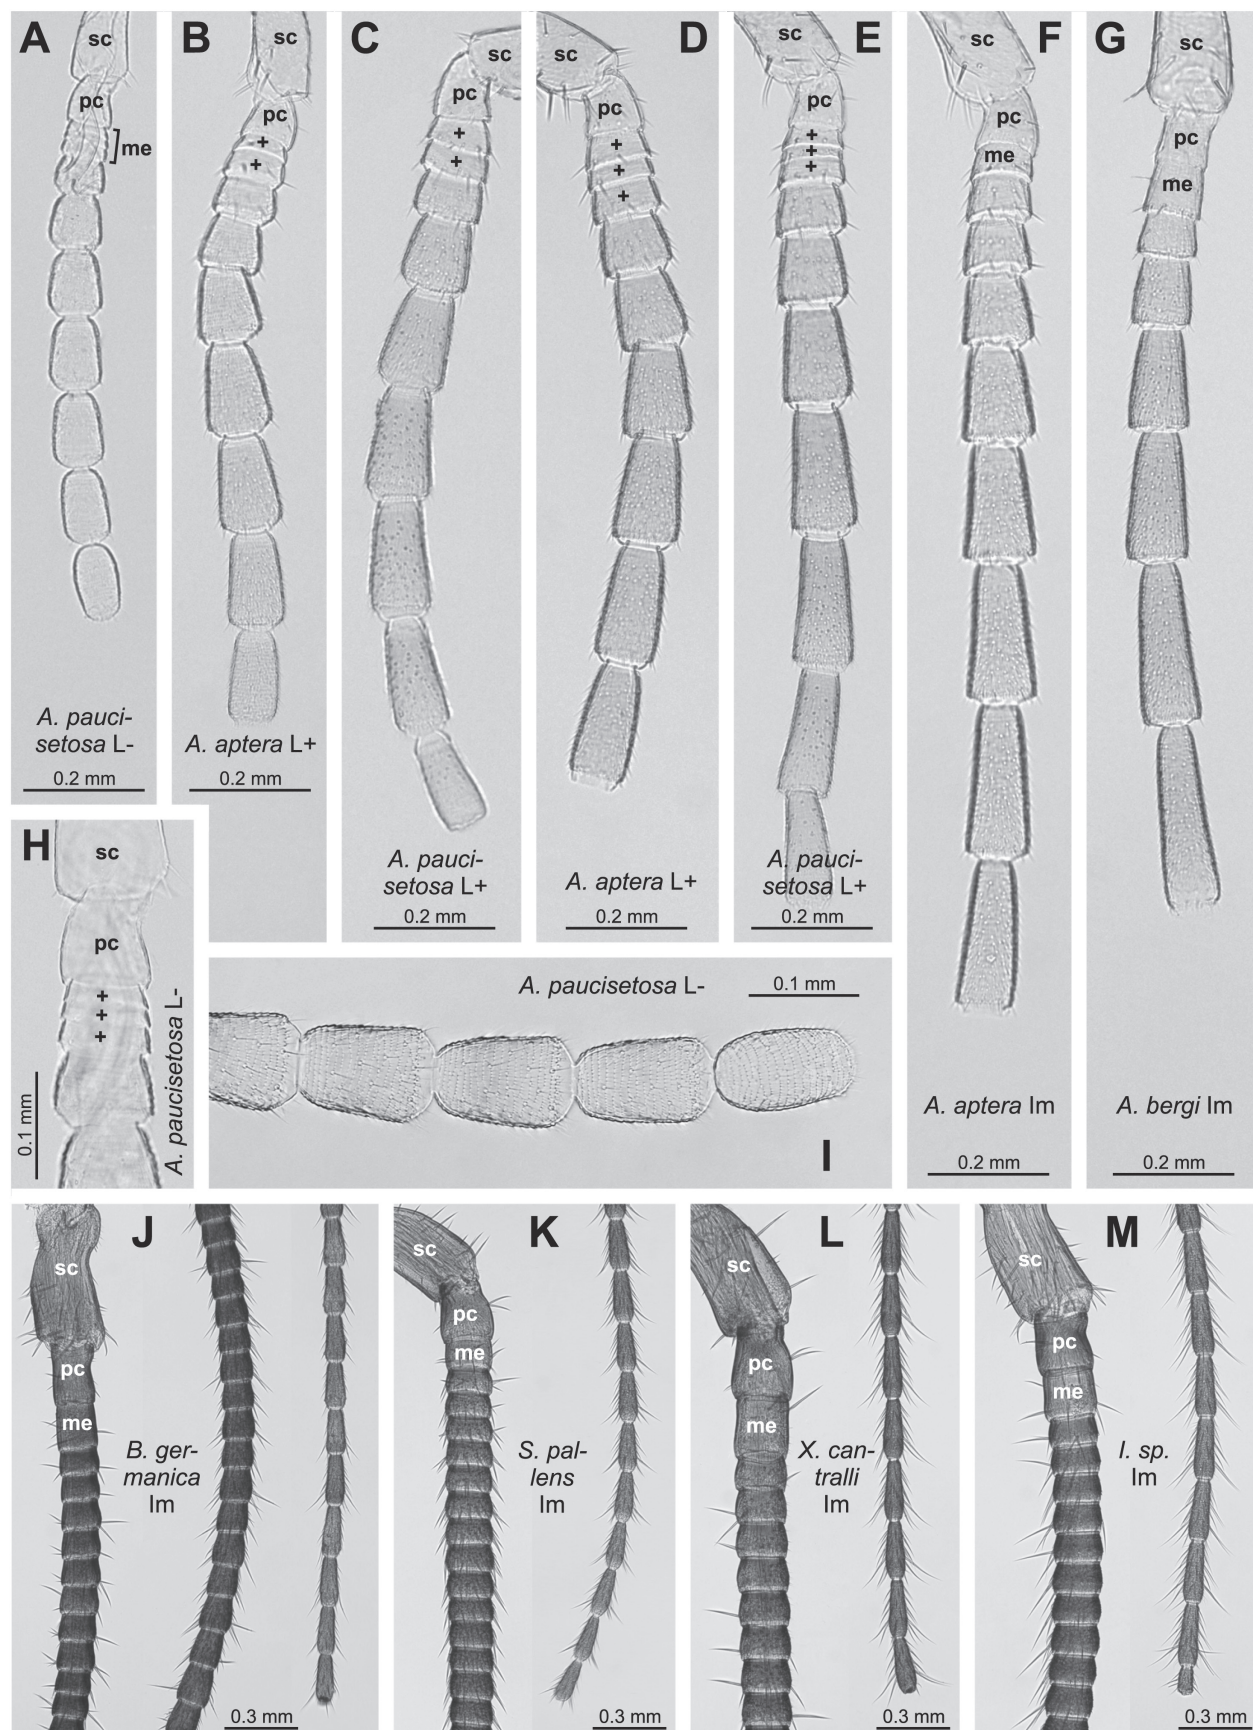 A
sc
pc
me
A. pauci-
setosa L-
0.2 mm
B
sc
pc
+
+
A. aptera L+
0.2 mm
C
sc
pc
+
+
A. pauci-
setosa L+
0.2 mm
D
sc
pc
+
+
+
A. aptera L+
0.2 mm
E
sc
pc
+
+
+
A. pauci-
setosa L+
0.2 mm
F
sc
pc
me
A. aptera Im
0.2 mm
G
sc
pc
me
A. bergi Im
0.2 mm
H
sc
pc
+
+
+
0.1 mm
A. paucisetosa L-
A. paucisetosa L-
0.1 mm
I
J
sc
pc
me
B. ger-
manica
Im
0.3 mm
K
sc
pc
me
S. pal-
lens
Im
0.3 mm
L
sc
pc
me
X. can-
tralli
Im
0.3 mm
M
sc
pc
me
I. sp.
Im
0.3 mm